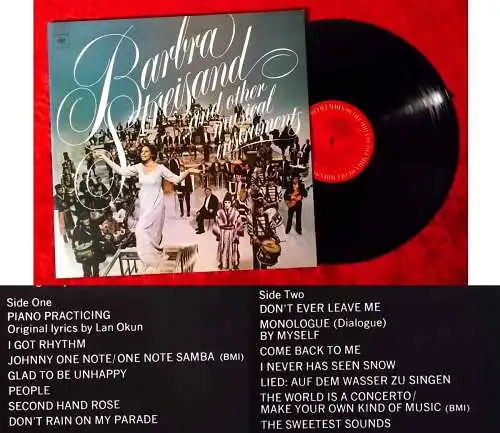 Barbra
Streisand
and other
musical
instruments
Side One
PIANO PRACTICING
Original lyrics by Lan Okun
I GOT RHYTHM
JOHNNY ONE NOTE/ONE NOTE SAMBA (BMI)
GLAD TO BE UNHAPPY
PEOPLE
SECOND HAND ROSE
DON'T RAIN ON MY PARADE
Side Two
DON'T EVER LEAVE ME
MONOLOGUE (Dialogue)
BY MYSELF
COME BACK TO ME
I NEVER HAS SEEN SNOW
LIED: AUF DEM WASSER ZU SINGEN
THE WORLD IS A CONCERTO/
MAKE YOUR OWN KIND OF MUSIC (BMI)
THE SWEETEST SOUNDS